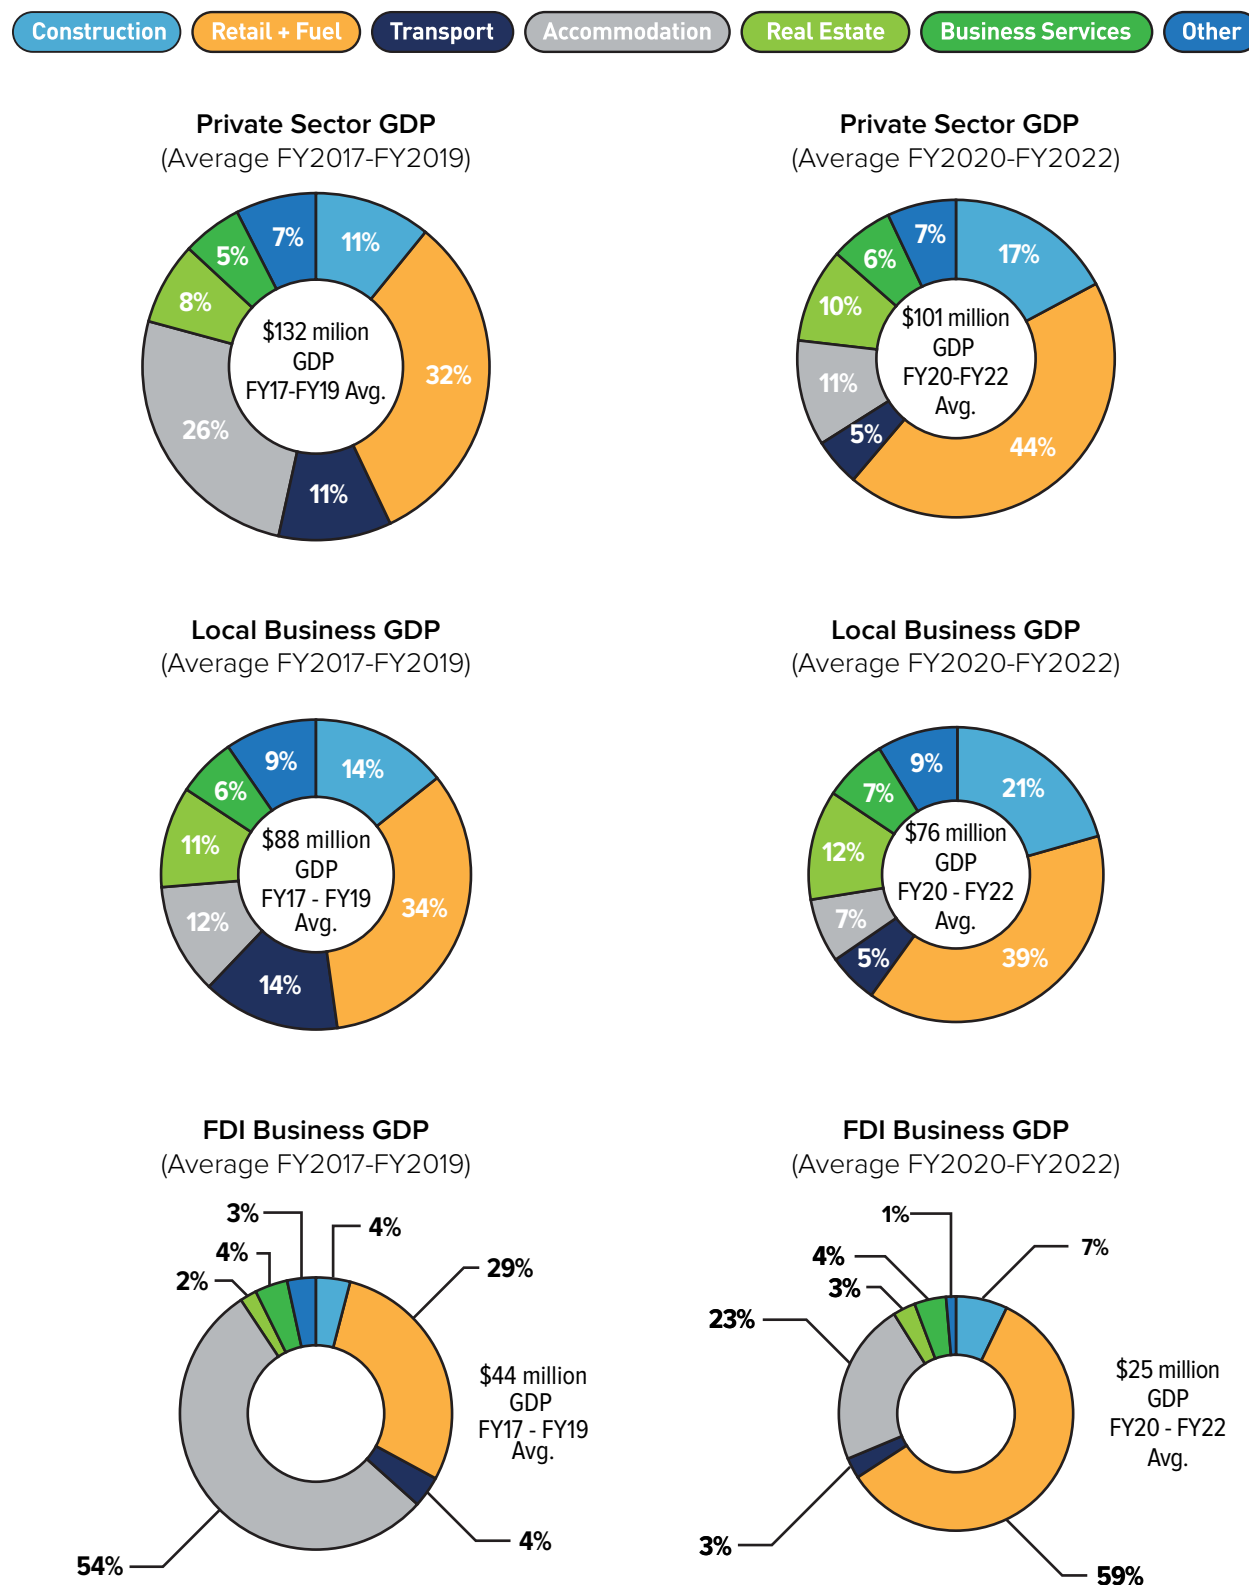 Construction
Retail + Fuel
Transport
Accommodation
Real Estate
Business Services
Other
Private Sector GDP
(Average FY2017-FY2019)
7%
11%
5%
8%
32%
26%
11%
$132 milion
GDP
FY17-FY19 Avg.
Private Sector GDP
(Average FY2020-FY2022)
7%
17%
6%
10%
11%
5%
44%
$101 million
GDP
FY20-FY22
Avg.
Local Business GDP
(Average FY2017-FY2019)
9%
14%
6%
11%
12%
34%
14%
$88 million
GDP
FY17 - FY19
Avg.
Local Business GDP
(Average FY2020-FY2022)
9%
21%
7%
12%
7%
5%
39%
$76 million
GDP
FY20 - FY22
Avg.
FDI Business GDP
(Average FY2017-FY2019)
3%
4%
4%
2%
29%
$44 million
GDP
FY17 - FY19
Avg.
4%
54%
FDI Business GDP
(Average FY2020-FY2022)
1%
7%
4%
3%
23%
$25 million
GDP
FY20 - FY22
Avg.
3%
59%